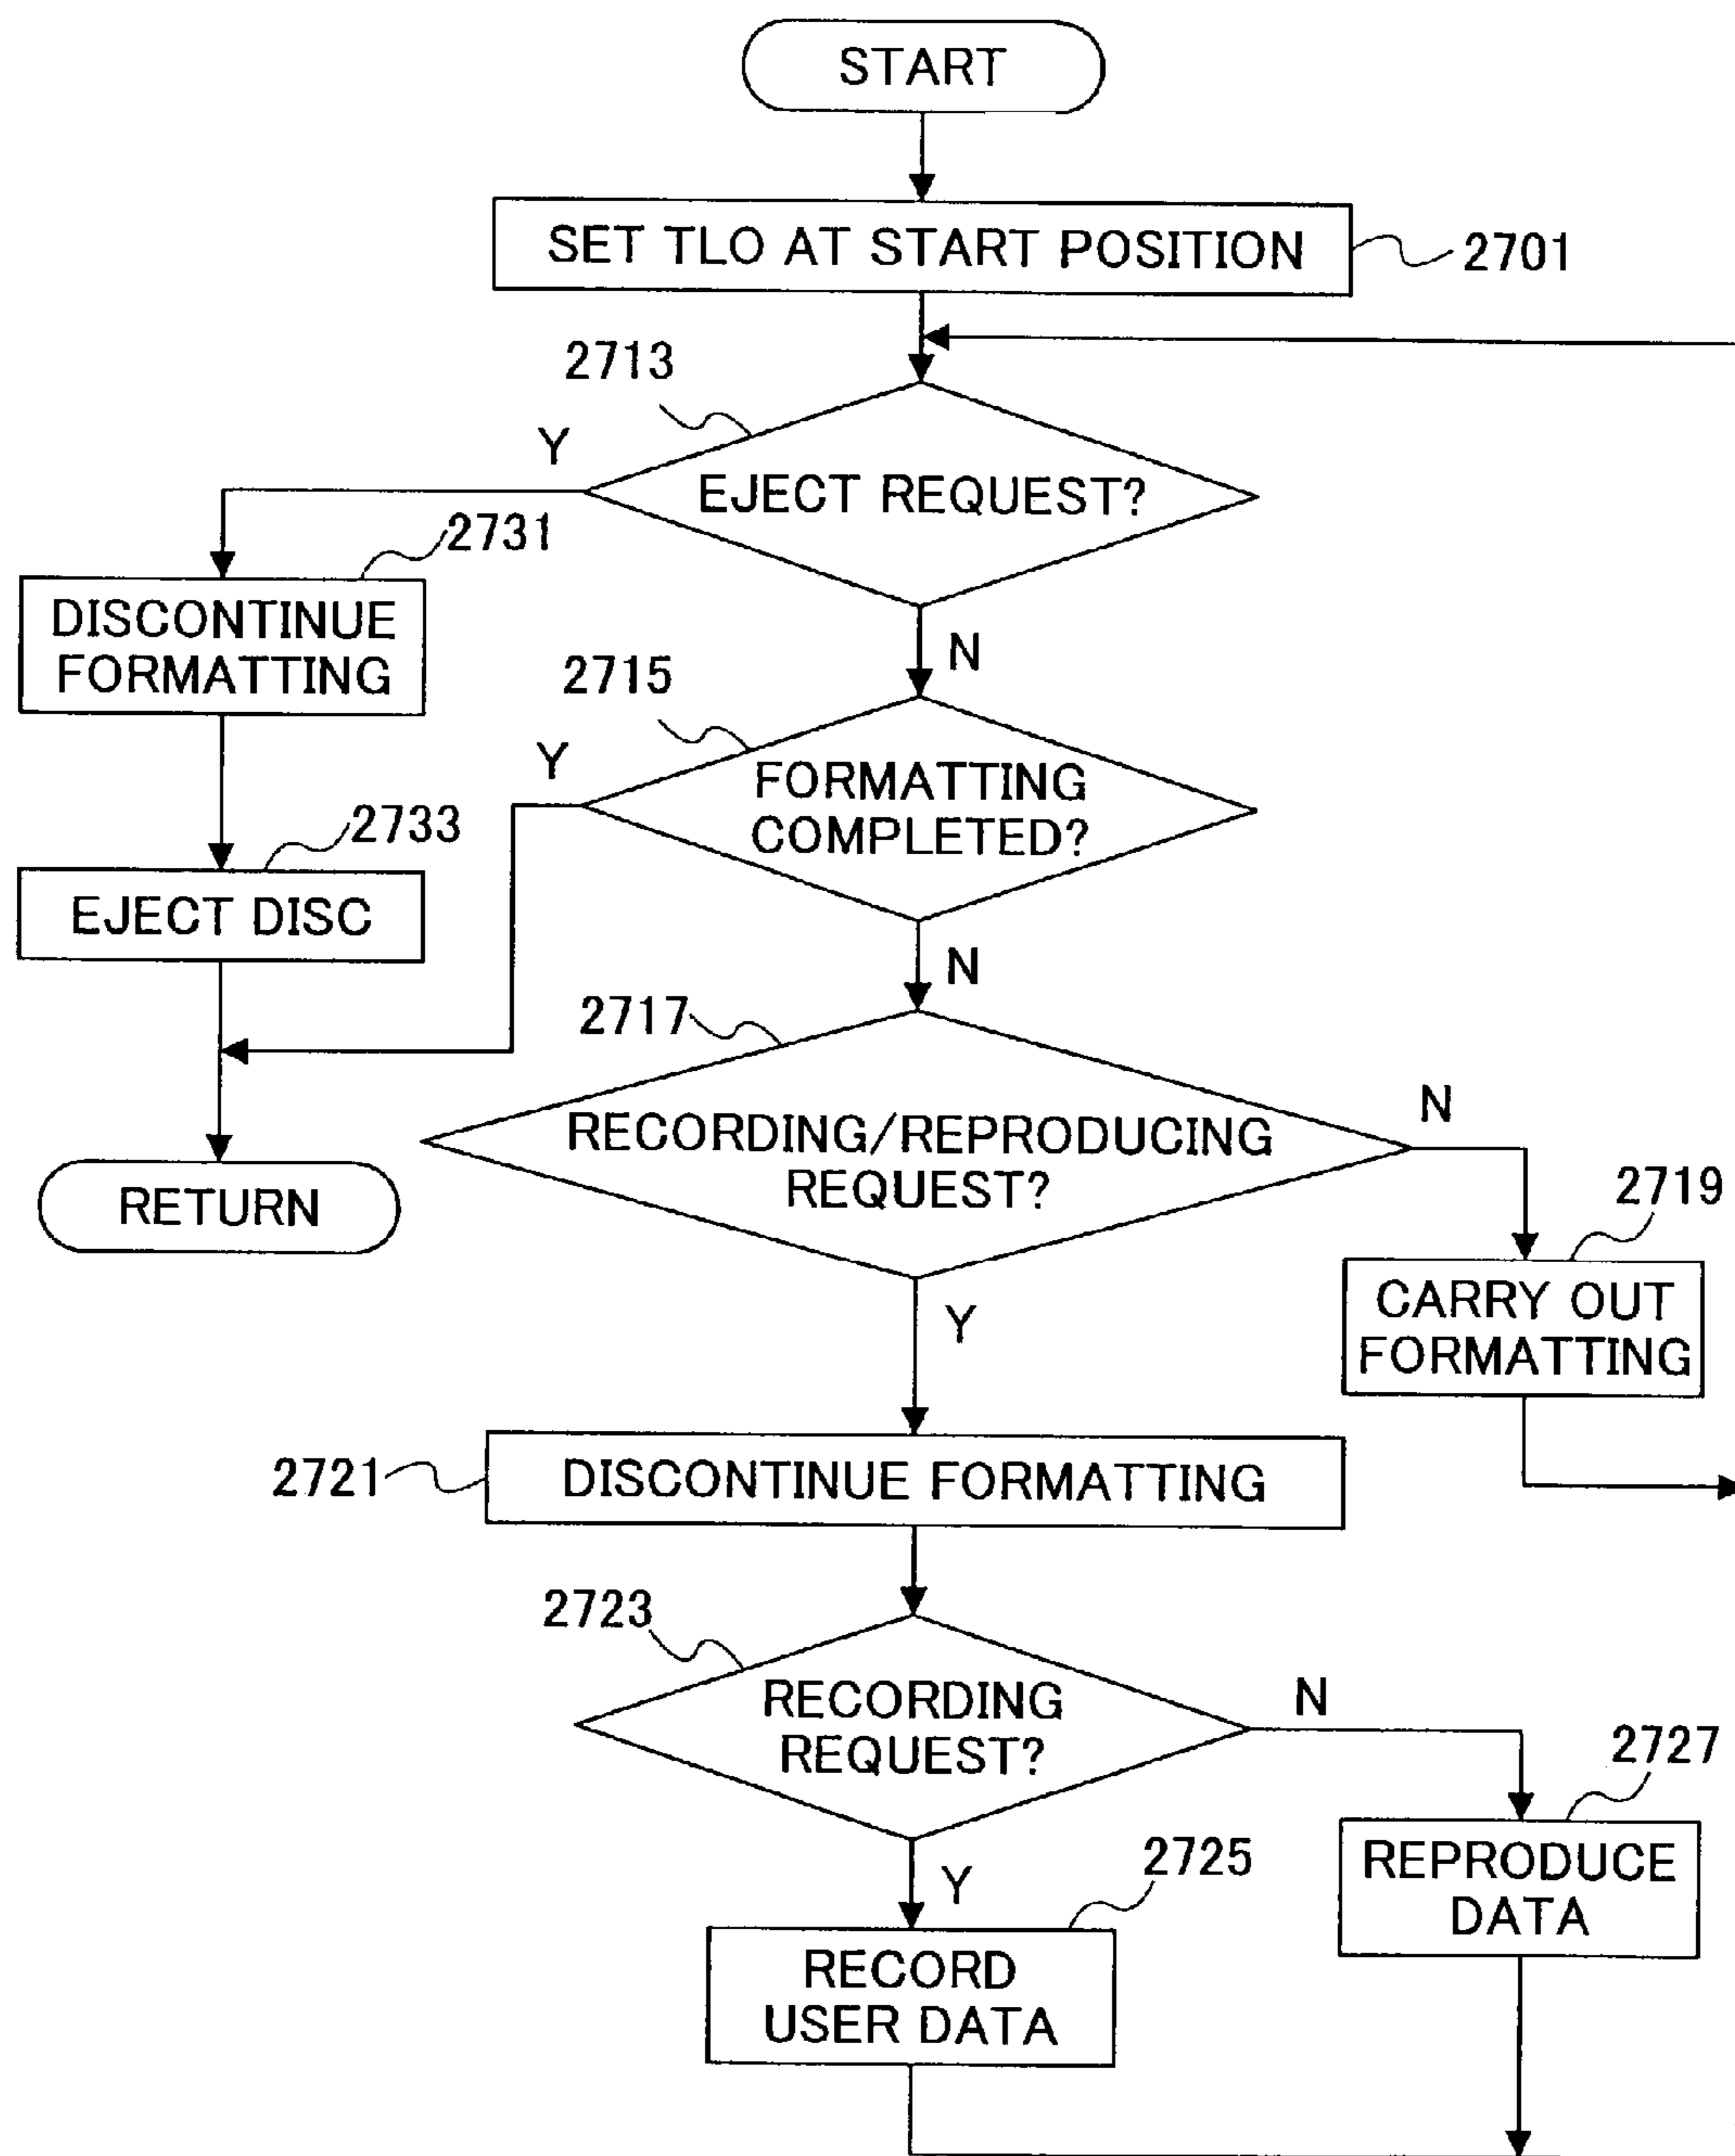 START
SET TLO AT START POSITION
2701
2713
Y
EJECT REQUEST?
2731
DISCONTINUE
FORMATTING
N
2715
Y
FORMATTING
COMPLETED?
2733
EJECT DISC
N
2717
RECORDING/REPRODUCING
REQUEST?
N
RETURN
2719
CARRY OUT
FORMATTING
Y
2721
DISCONTINUE FORMATTING
2723
RECORDING
REQUEST?
N
2727
REPRODUCE
DATA
Y
2725
RECORD
USER DATA